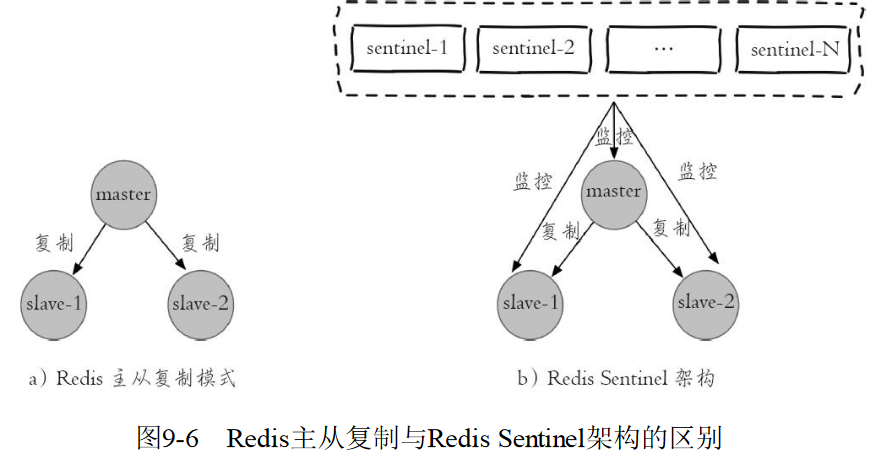 sentinel-1 sentinel-2 … sentinel-N
监控
监控 监控
master master
复制 复制 复制 复制
slave-1 slave-2 slave-1 slave-2
a）Redis 主从复制模式 b）Redis Sentinel 架构
图9-6 Redis主从复制与Redis Sentinel架构的区别